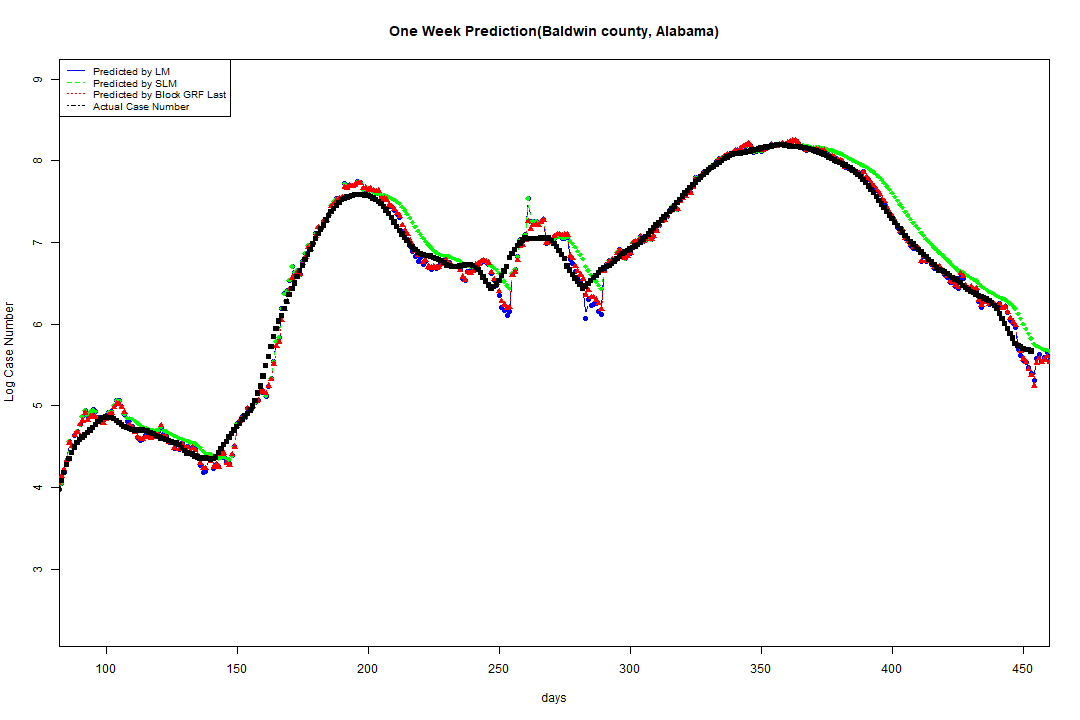 One Week Prediction(Baldwin county, Alabama)
Predicted by LM
Predicted by SLM
Predicted by Block GRF Last
Actual Case Number
Log Case Number
9
8
7
6
5
4
3
100 150 200 250 300 350 400 450
days